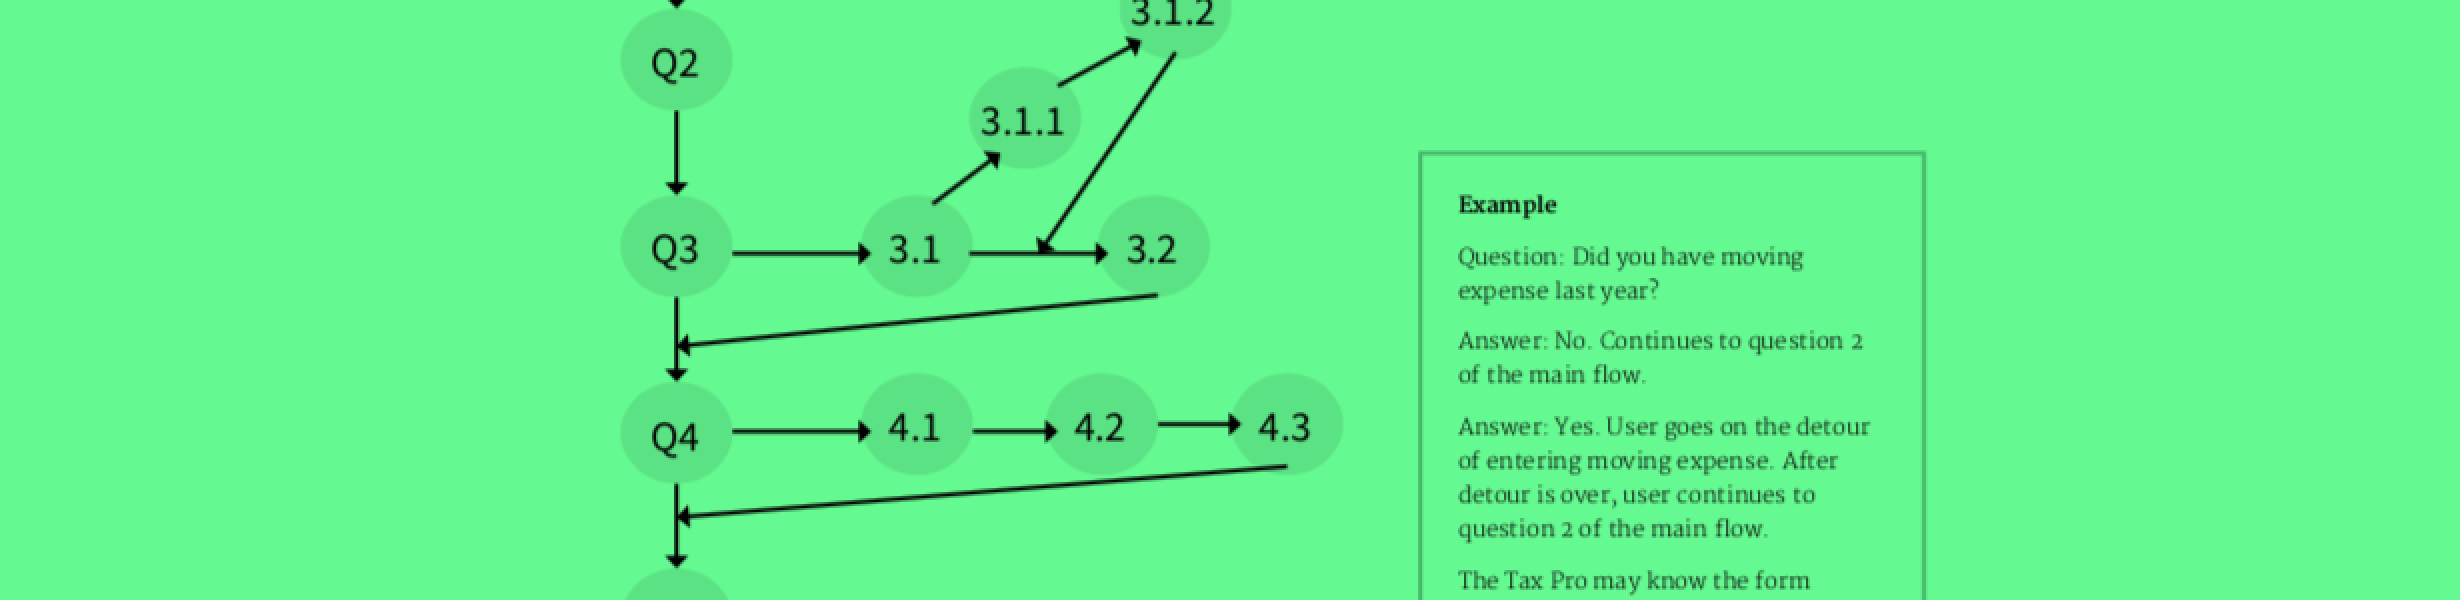 3.1.2
Q2
3.1.1
Q3
3.1
3.2
Q4
4.1
4.2
4.3
Example
Question: Did you have moving
expense last year?
Answer: No. Continues to question 2
of the main flow.
Answer: Yes. User goes on the detour
of entering moving expense. After
detour is over, user continues to
question 2 of the main flow.
The Tax Pro may know the form